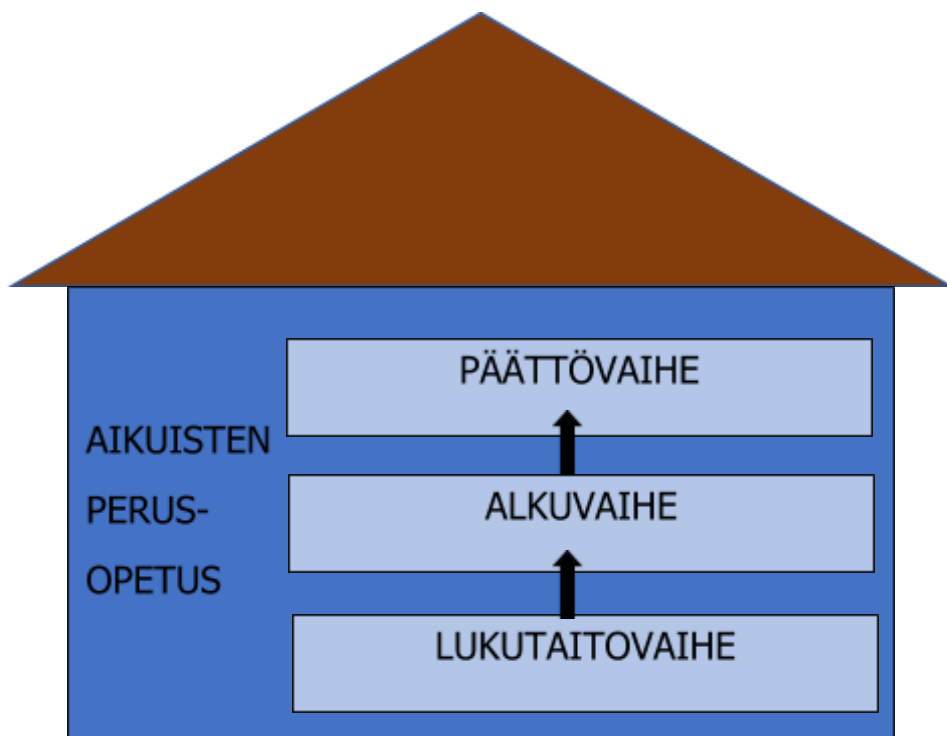 PÄÄTTÖVAIHE
AIKUISTEN
PERUS-
OPETUS
ALKUVAIHE
LUKUTAITOVAIHE